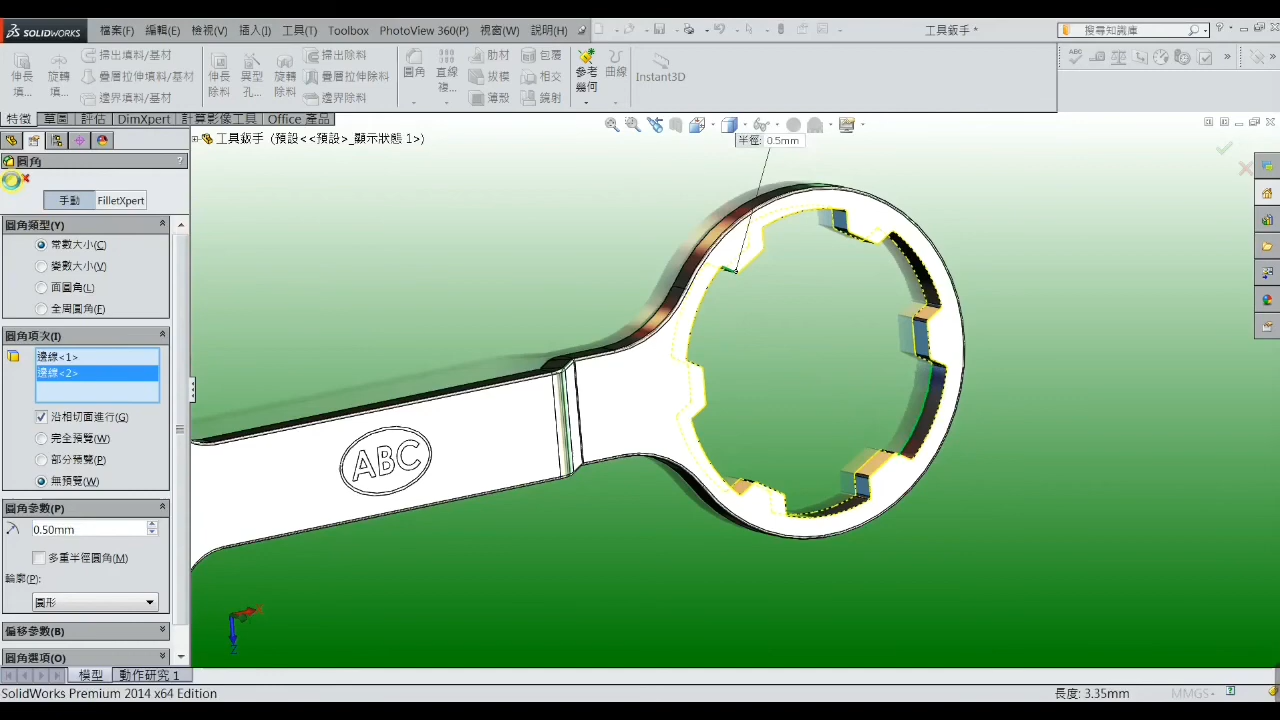 SOLIDWORKS 檔案(F) 編輯(E) 檢視(V) 插入(I) 工具(T) Toolbox PhotoView 360(P) 視窗(W) 說明(H) 工具鈑手 * 搜尋知識庫
伸長填... 旋轉填... 掃出填料/基材 疊層拉伸填料/基材 邊界填料/基材 伸長除料 異型孔... 旋轉除料 掃出除料 疊層拉伸除料 邊界除料 圓角 直線複... 肋材 拔模 薄殼 包覆 相交 鏡射 參考幾何 曲線 Instant3D
特徵 草圖 評估 DimXpert 計算影像工具 Office 產品
工具鈑手 (預設<<預設>_顯示狀態 1>)
半徑: 0.5mm
圓角 ?
手動 FilletXpert
圓角類型(Y)
常數大小(C)
變數大小(V)
面圓角(L)
全周圓角(F)
圓角項次(I)
邊線<1>
邊線<2>
沿相切面進行(G)
完全預覽(W)
部分預覽(P)
無預覽(W)
圓角參數(P)
0.50mm
多重半徑圓角(M)
輪廓(P):
圓形
偏移參數(B)
圓角選項(O)
ABC
X
Z
模型 動作研究 1
SolidWorks Premium 2014 x64 Edition 長度: 3.35mm MMGS